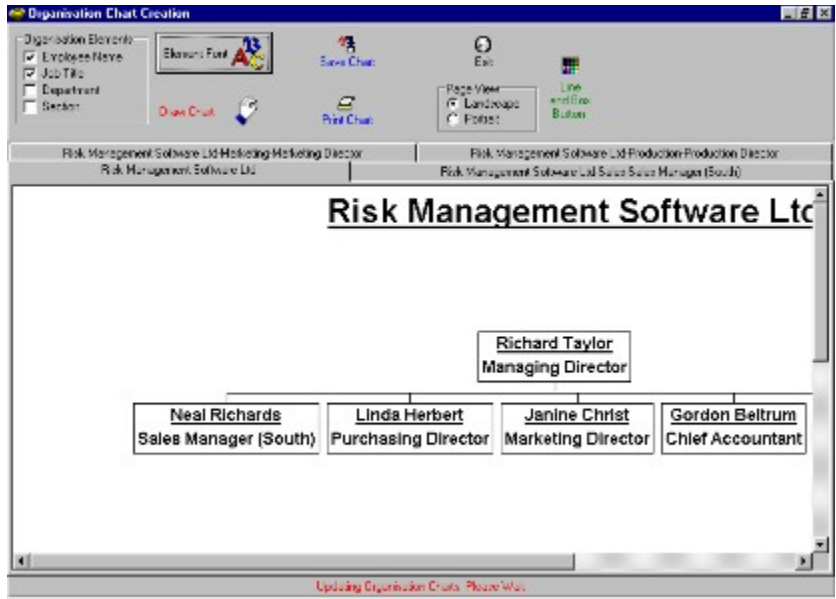 Organisation Chart Creation
Organisation Elements
Employee Name
Job Title
Department
Section
Element Font
Draw Chart
Save Chart
Print Chart
Exit
Page View
Landscape
Portrait
Line
and Box
Button
Risk Management Software Ltd-Marketing-Marketing Director
Risk Management Software Ltd-Production-Production Director
Risk Management Software Ltd
Risk Management Software Ltd-Sales-Sales Manager (South)
Risk Management Software Ltd
Richard Taylor
Managing Director
Neal Richards
Sales Manager (South)
Linda Herbert
Purchasing Director
Janine Christ
Marketing Director
Gordon Beltrum
Chief Accountant
Updating Organisation Charts. Please Wait